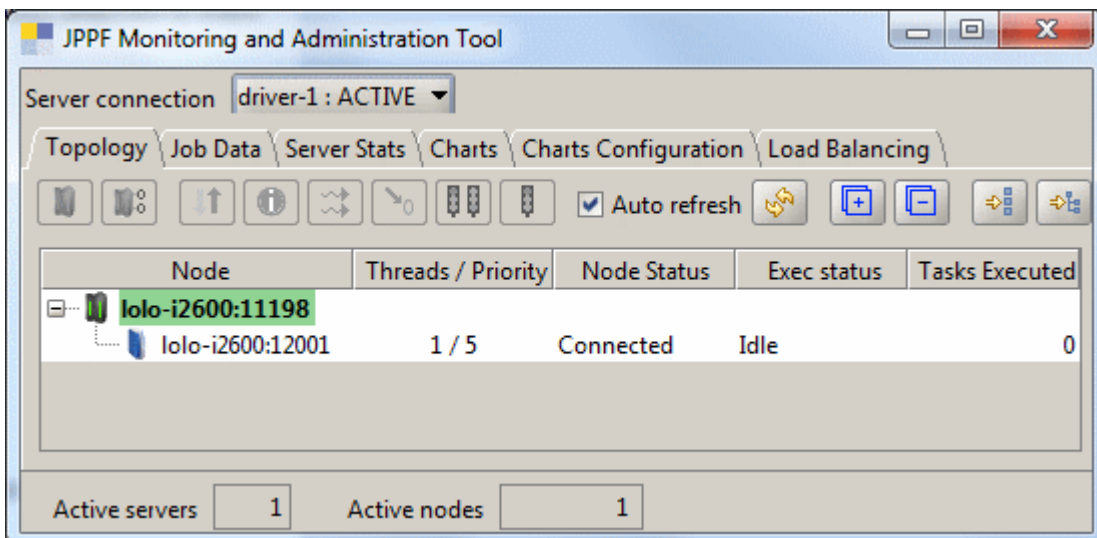 JPPF Monitoring and Administration Tool
Server connection driver-1 : ACTIVE
Topology Job Data Server Stats Charts Charts Configuration Load Balancing
Auto refresh
Node Threads / Priority Node Status Exec status Tasks Executed
lolo-i2600:11198
lolo-i2600:12001 1 / 5 Connected Idle 0
Active servers 1 Active nodes 1